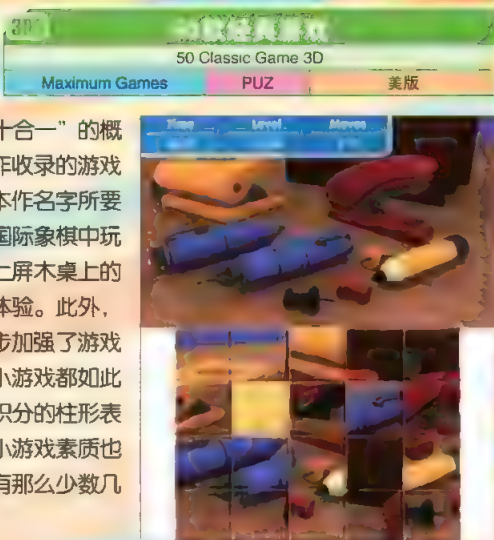 50 Classic Game 3D
Maximum Games PUZ 美版
十合一”的概
作收录的游戏
本作名字所要
国际象棋中玩
上屏木桌上的
体验。此外，
步加强了游戏
小游戏都如此
积分的柱形表
小游戏素质也
有那么少数几
Time Level Moves